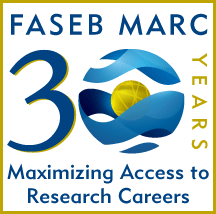 FASEB MARC
30
YEARS
Maximizing Access to
Research Careers